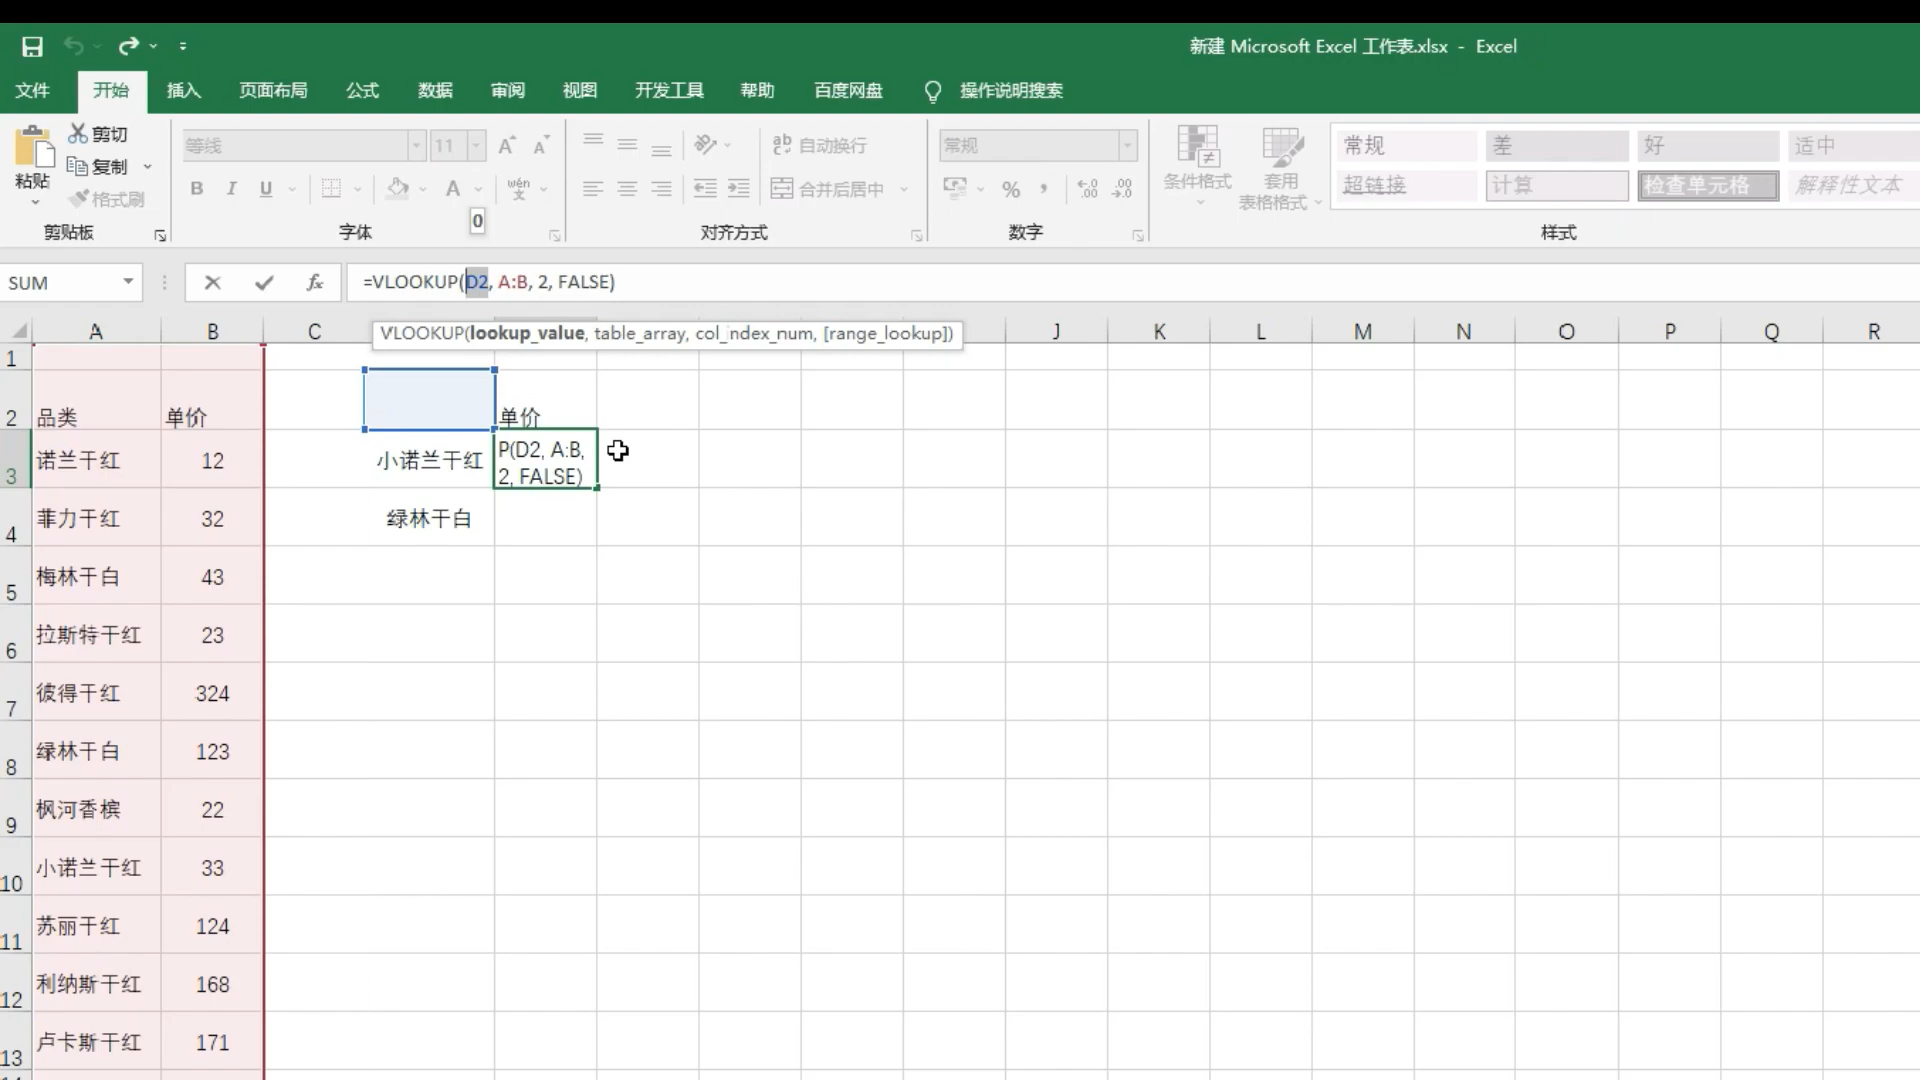 新建 Microsoft Excel 工作表.xlsx - Excel
文件 开始 插入 页面布局 公式 数据 审阅 视图 开发工具 帮助 百度网盘 操作说明搜索
粘贴 剪切 复制 格式刷
剪贴板
等线 11 A A
B I U A wén 文
字体
0
ab 自动换行
合并后居中
对齐方式
常规
% , .00 .0
数字
条件格式 套用 表格格式
常规 差 好 适中
超链接 计算 检查单元格 解释性文本
样式
SUM fx =VLOOKUP(D2, A:B, 2, FALSE)
VLOOKUP(lookup_value, table_array, col_index_num, [range_lookup])
A B C J K L M N O P Q R
1
2 品类 单价 单价
3 诺兰干红 12 小诺兰干红 P(D2, A:B, 2, FALSE)
4 菲力干红 32 绿林干白
5 梅林干白 43
6 拉斯特干红 23
7 彼得干红 324
8 绿林干白 123
9 枫河香槟 22
10 小诺兰干红 33
11 苏丽干红 124
12 利纳斯干红 168
13 卢卡斯干红 171